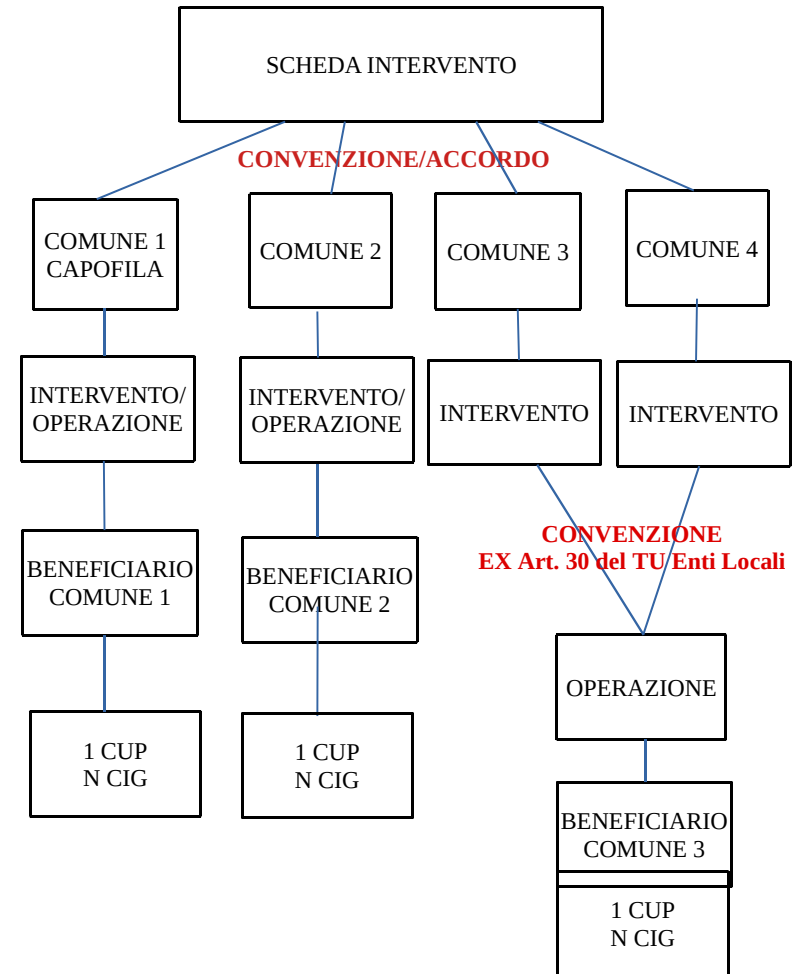 SCHEDA INTERVENTO
CONVENZIONE/ACCORDO
COMUNE 1
CAPOFILA
COMUNE 2
COMUNE 3
COMUNE 4
INTERVENTO/
OPERAZIONE
INTERVENTO/
OPERAZIONE
INTERVENTO
INTERVENTO
CONVENZIONE
EX Art. 30 del TU Enti Locali
BENEFICIARIO
COMUNE 1
BENEFICIARIO
COMUNE 2
OPERAZIONE
1 CUP
N CIG
1 CUP
N CIG
BENEFICIARIO
COMUNE 3
1 CUP
N CIG